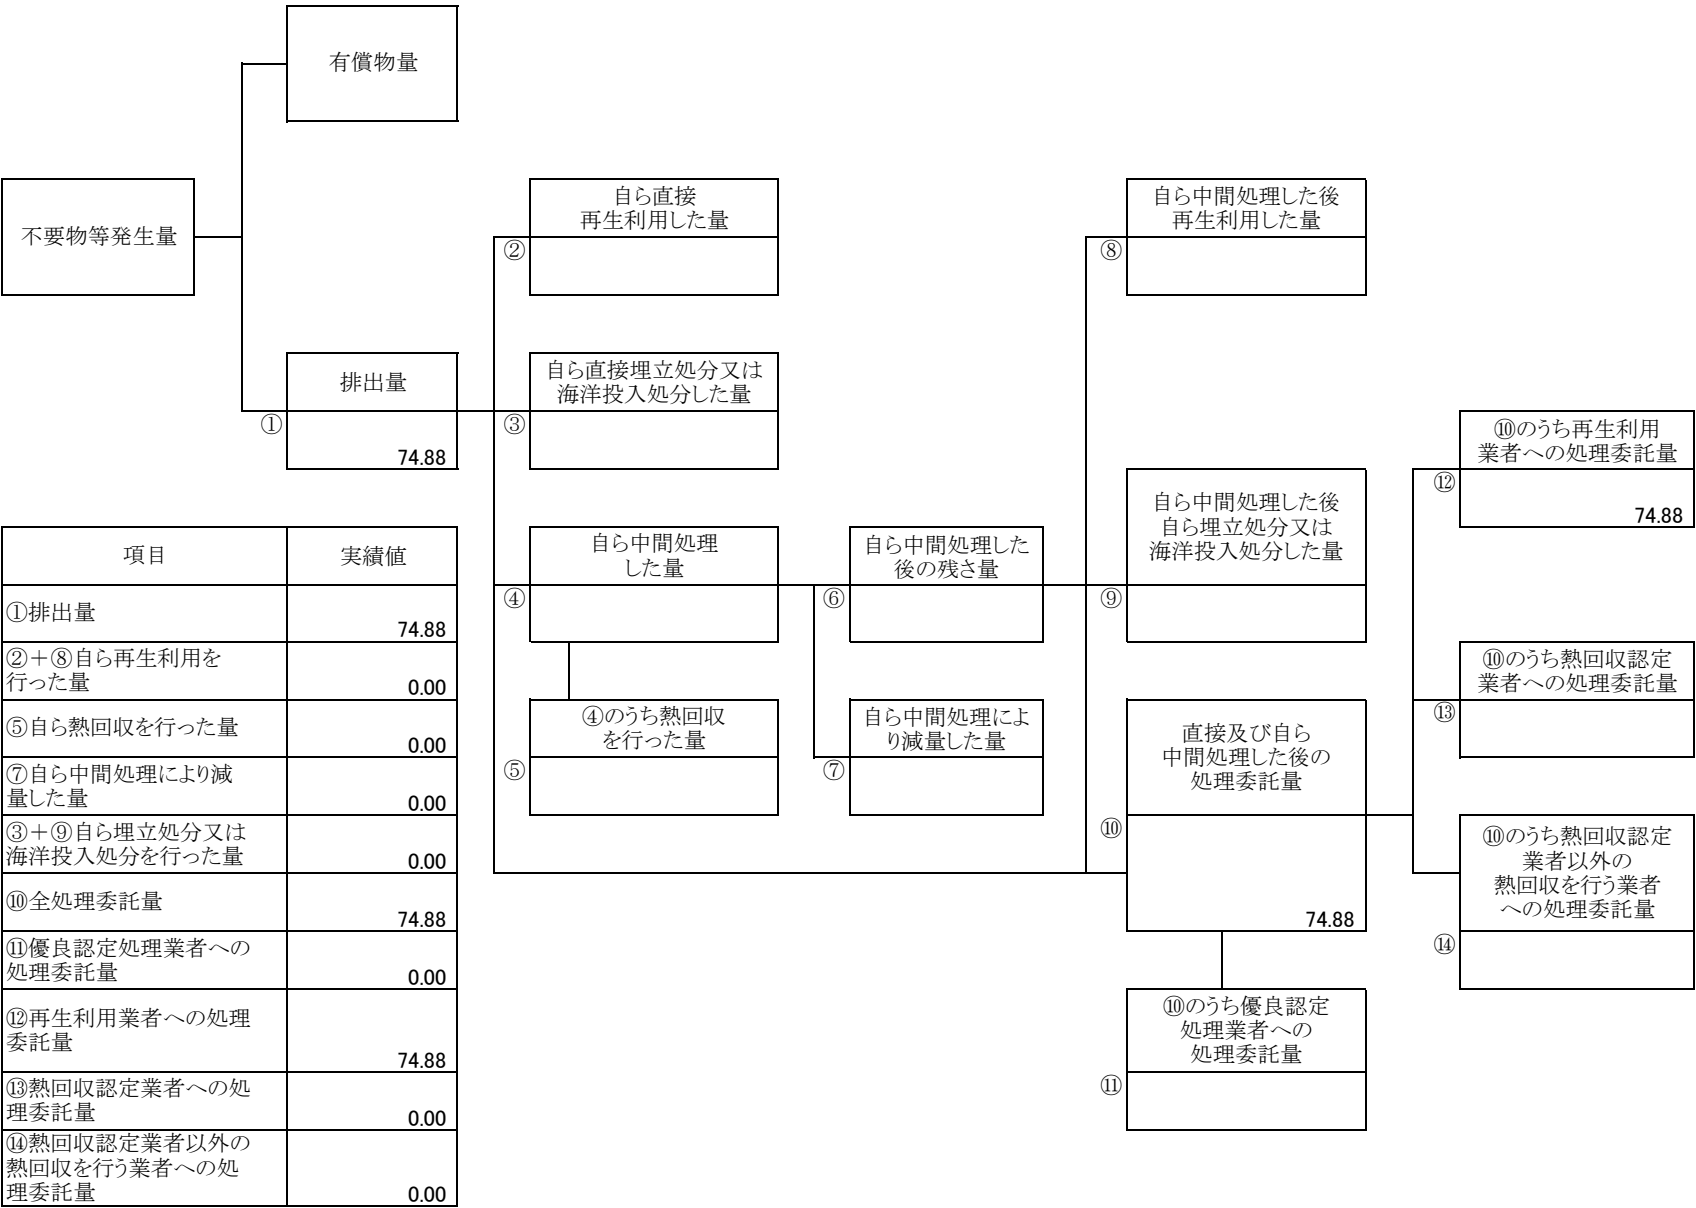 有償物量
不要物等発生量
自ら直接
再生利用した量
②
自ら中間処理した後
再生利用した量
⑧
排出量
①
74.88
自ら直接埋立処分又は
海洋投入処分した量
③
⑩のうち再生利用
業者への処理委託量
⑫
74.88
自ら中間処理
した量
④
自ら中間処理した
後の残さ量
⑥
自ら中間処理した後
自ら埋立処分又は
海洋投入処分した量
⑨
⑩のうち熱回収認定
業者への処理委託量
⑬
④のうち熱回収
を行った量
⑤
自ら中間処理によ
り減量した量
⑦
直接及び自ら
中間処理した後の
処理委託量
⑩
74.88
⑩のうち熱回収認定
業者以外の
熱回収を行う業者
への処理委託量
⑭
⑩のうち優良認定
処理業者への
処理委託量
⑪
項目
実績値
①排出量
74.88
②＋⑧自ら再生利用を
行った量
0.00
⑤自ら熱回収を行った量
0.00
⑦自ら中間処理により減
量した量
0.00
③＋⑨自ら埋立処分又は
海洋投入処分を行った量
0.00
⑩全処理委託量
74.88
⑪優良認定処理業者への
処理委託量
0.00
⑫再生利用業者への処理
委託量
74.88
⑬熱回収認定業者への処
理委託量
0.00
⑭熱回収認定業者以外の
熱回収を行う業者への処
理委託量
0.00